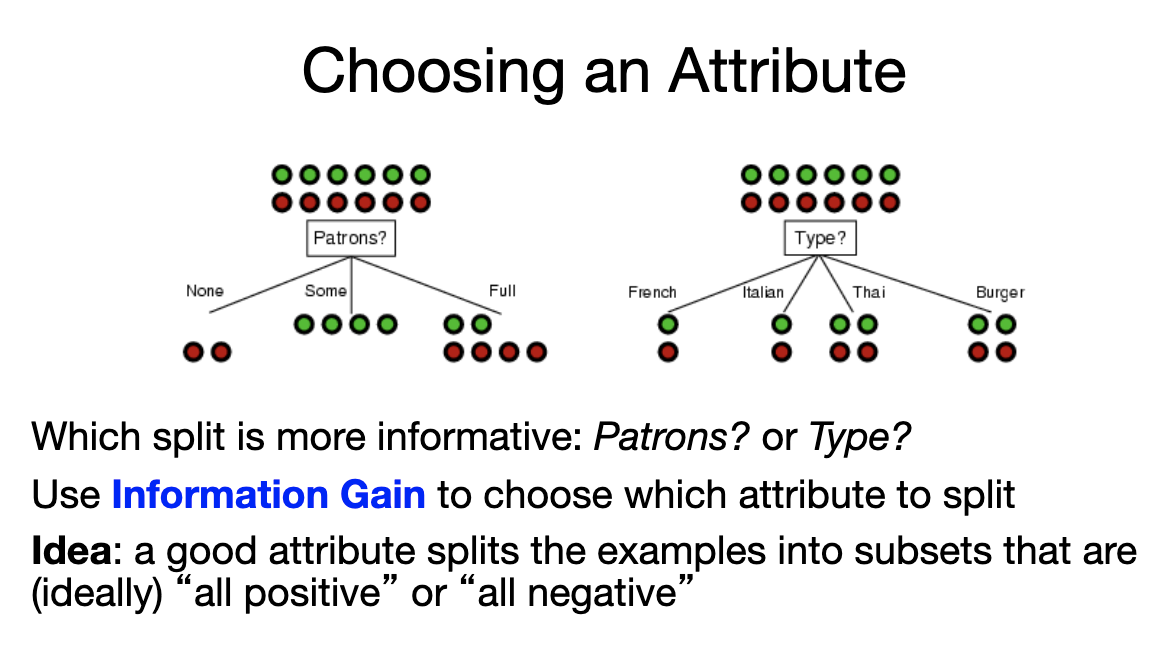 Choosing an Attribute
Patrons?
None Some Full
Type?
French Italian Thai Burger
Which split is more informative: Patrons? or Type?
Use Information Gain to choose which attribute to split
Idea: a good attribute splits the examples into subsets that are
(ideally) “all positive” or “all negative”